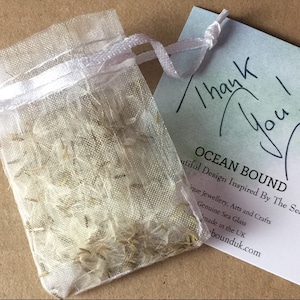 Thank
You!
OCEAN BOUND
Design Inspired By The Sea
Jewellery, Arts and Crafts
Genuine Sea Glass
made in the UK
bounduk.com